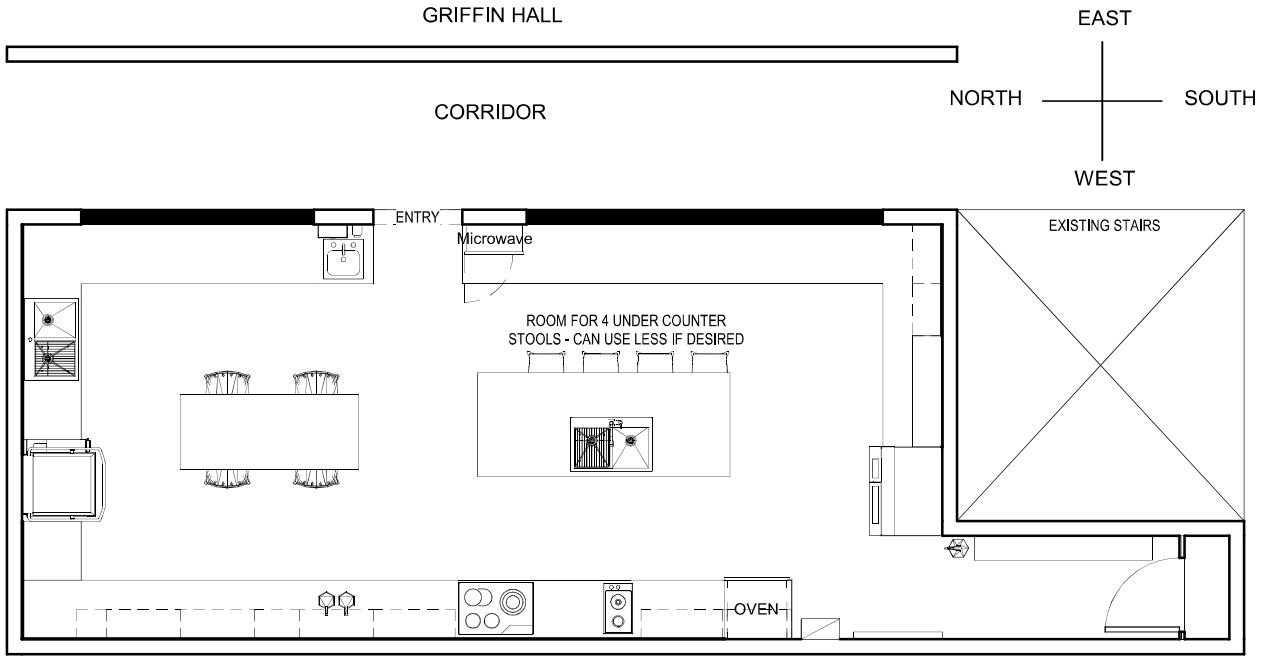 GRIFFIN HALL
EAST
NORTH
SOUTH
CORRIDOR
WEST
ENTRY
EXISTING STAIRS
Microwave
ROOM FOR 4 UNDER COUNTER
STOOLS - CAN USE LESS IF DESIRED
OVEN